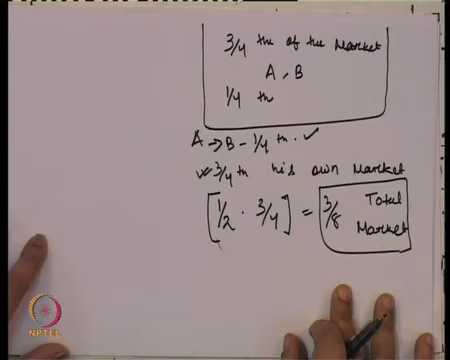 3/4 th of the Market
A, B
1/4 th
A → B - 1/4 th. ✓
3/4 th his own Market
[1/2 · 3/4] = 3/8 Total
Market
NPTEL